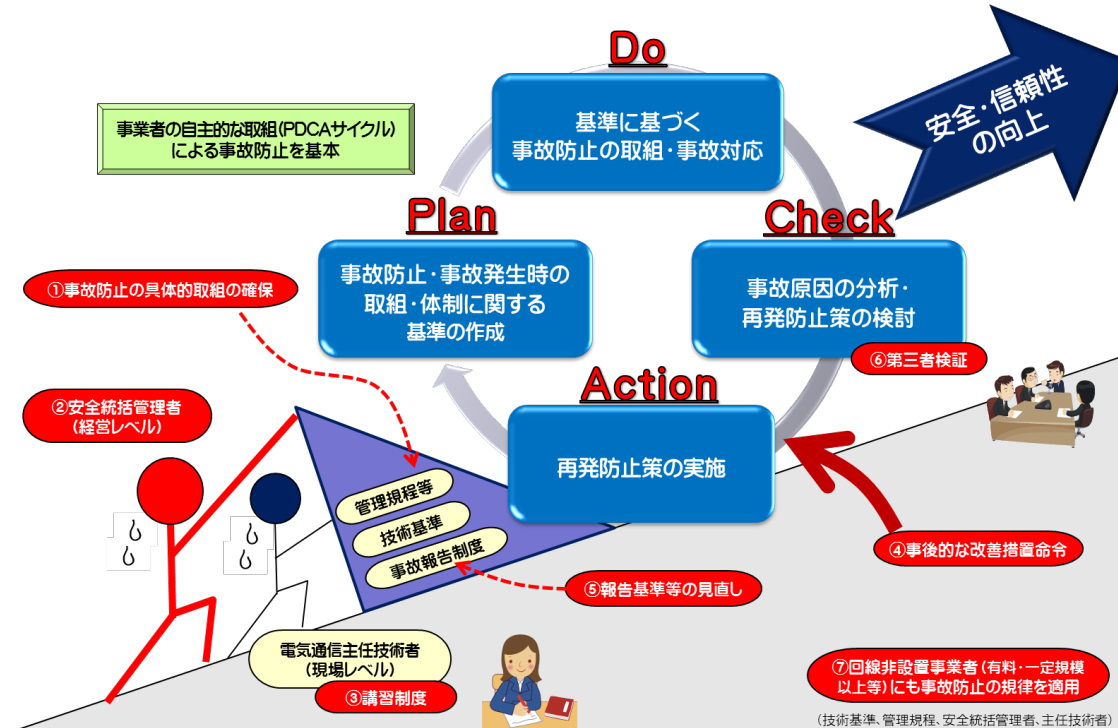 Do
安全・信頼性
の向上
事業者の自主的な取組(PDCAサイクル)
による事故防止を基本
基準に基づく
事故防止の取組・事故対応
Plan
Check
事故防止・事故発生時の
取組・体制に関する
基準の作成
事故原因の分析・
再発防止策の検討
①事故防止の具体的取組の確保
⑥第三者検証
Action
②安全統括管理者
(経営レベル)
再発防止策の実施
管理規程等
技術基準
事故報告制度
④事後的な改善措置命令
⑤報告基準等の見直し
電気通信主任技術者
(現場レベル)
③講習制度
⑦回線非設置事業者(有料・一定規模
以上等)にも事故防止の規律を適用
(技術基準、管理規程、安全統括管理者、主任技術者)